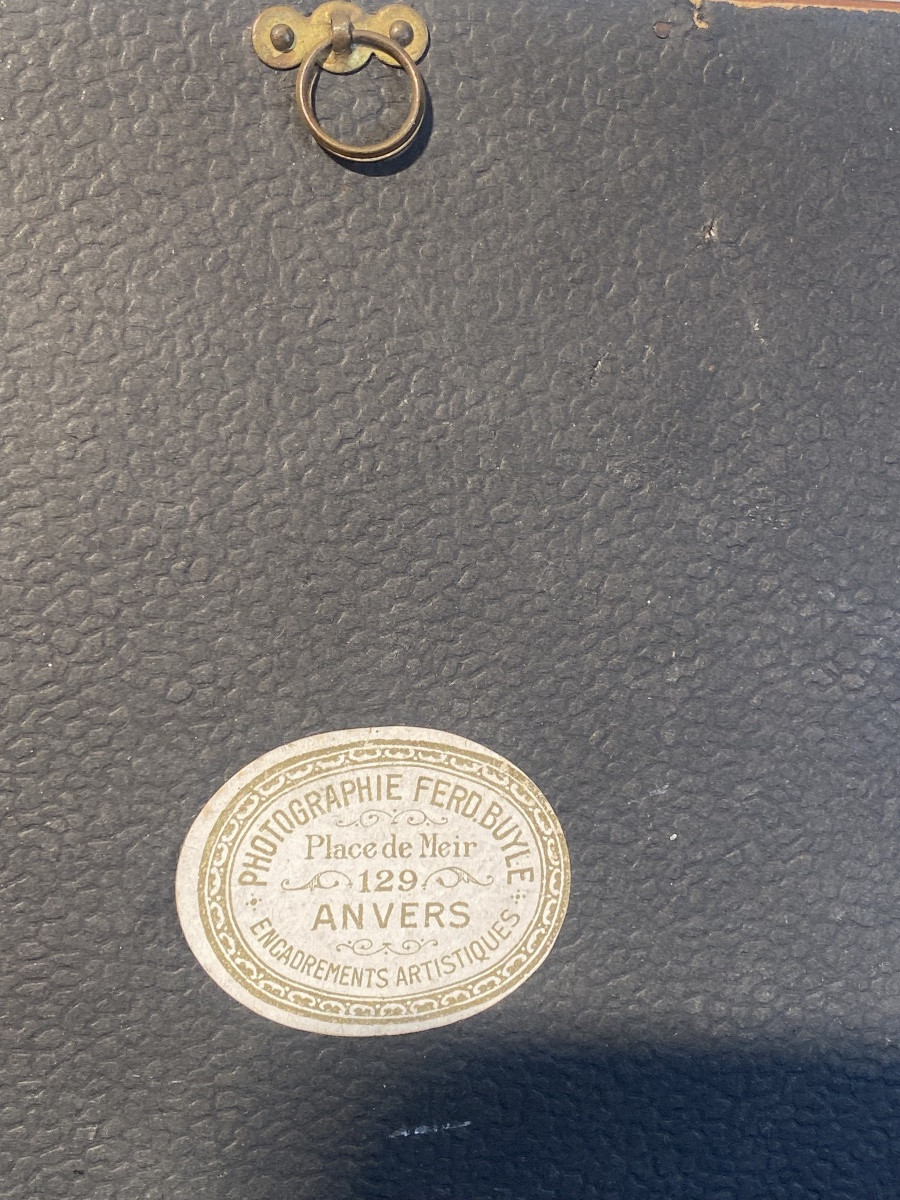 PHOTOGRAPHIE FERD.BUYLE
Place de Meir
129
ANVERS
ENCADREMENTS ARTISTIQUES